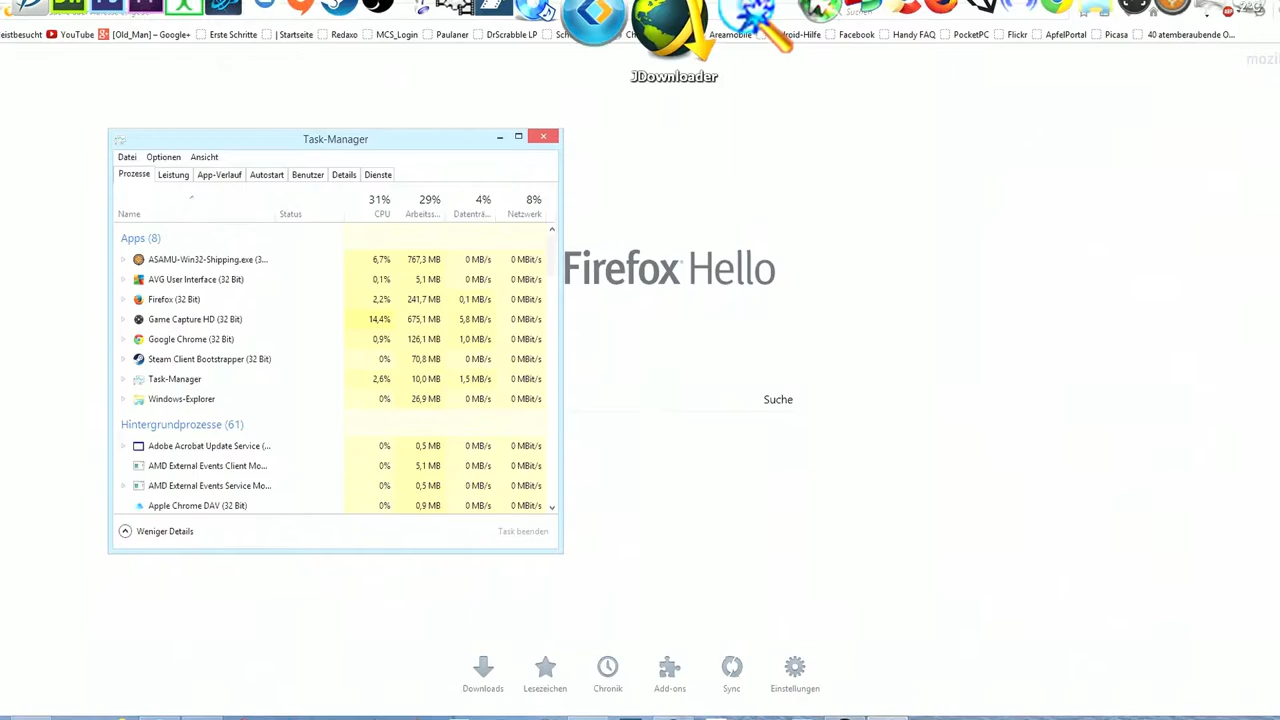 YouTube [Old_Man] – Google+ Erste Schritte | Startseite Redaxo MCS_Login Paulaner DrScrabble LP Areamobile Facebook Handy FAQ PocketPC Flickr ApfelPortal Picasa 40 atemberaubende O...
JDownloader
Task-Manager
Datei Optionen Ansicht
Prozesse Leistung App-Verlauf Autostart Benutzer Details Dienste
31% 29% 4% 8%
Name Status CPU Arbeitss... Datenträ... Netzwerk
Apps (8)
ASAMU-Win32-Shipping.exe (3... 6,7% 767,3 MB 0 MB/s 0 MBit/s
AVG User Interface (32 Bit) 0,1% 5,1 MB 0 MB/s 0 MBit/s
Firefox (32 Bit) 2,2% 241,7 MB 0,1 MB/s 0 MBit/s
Game Capture HD (32 Bit) 14,4% 675,1 MB 5,8 MB/s 0 MBit/s
Google Chrome (32 Bit) 0,9% 126,1 MB 1,0 MB/s 0 MBit/s
Steam Client Bootstrapper (32 Bit) 0% 70,8 MB 0 MB/s 0 MBit/s
Task-Manager 2,6% 10,0 MB 1,5 MB/s 0 MBit/s
Windows-Explorer 0% 26,9 MB 0 MB/s 0 MBit/s
Hintergrundprozesse (61)
Adobe Acrobat Update Service (... 0% 0,5 MB 0 MB/s 0 MBit/s
AMD External Events Client Mo... 0% 5,1 MB 0 MB/s 0 MBit/s
AMD External Events Service Mo... 0% 0,5 MB 0 MB/s 0 MBit/s
Apple Chrome DAV (32 Bit) 0% 0,9 MB 0 MB/s 0 MBit/s
Weniger Details Task beenden
Firefox Hello
Suche
Downloads Lesezeichen Chronik Add-ons Sync Einstellungen